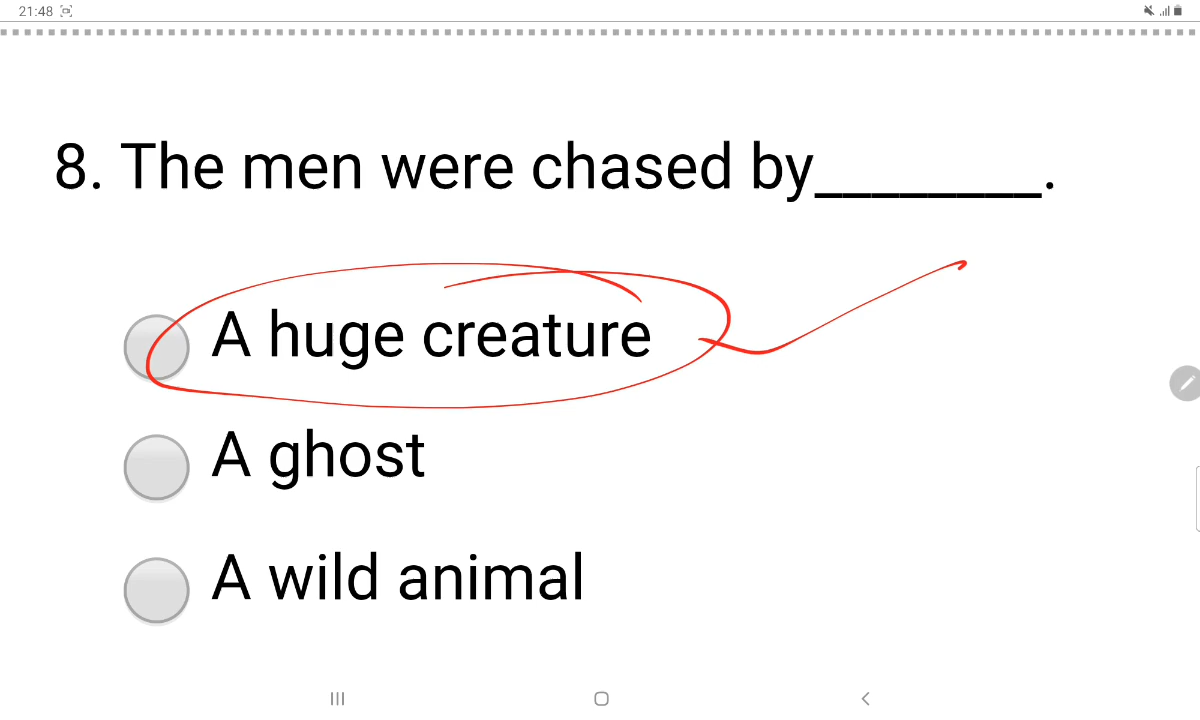 21:48
8. The men were chased by________.
A huge creature
A ghost
A wild animal